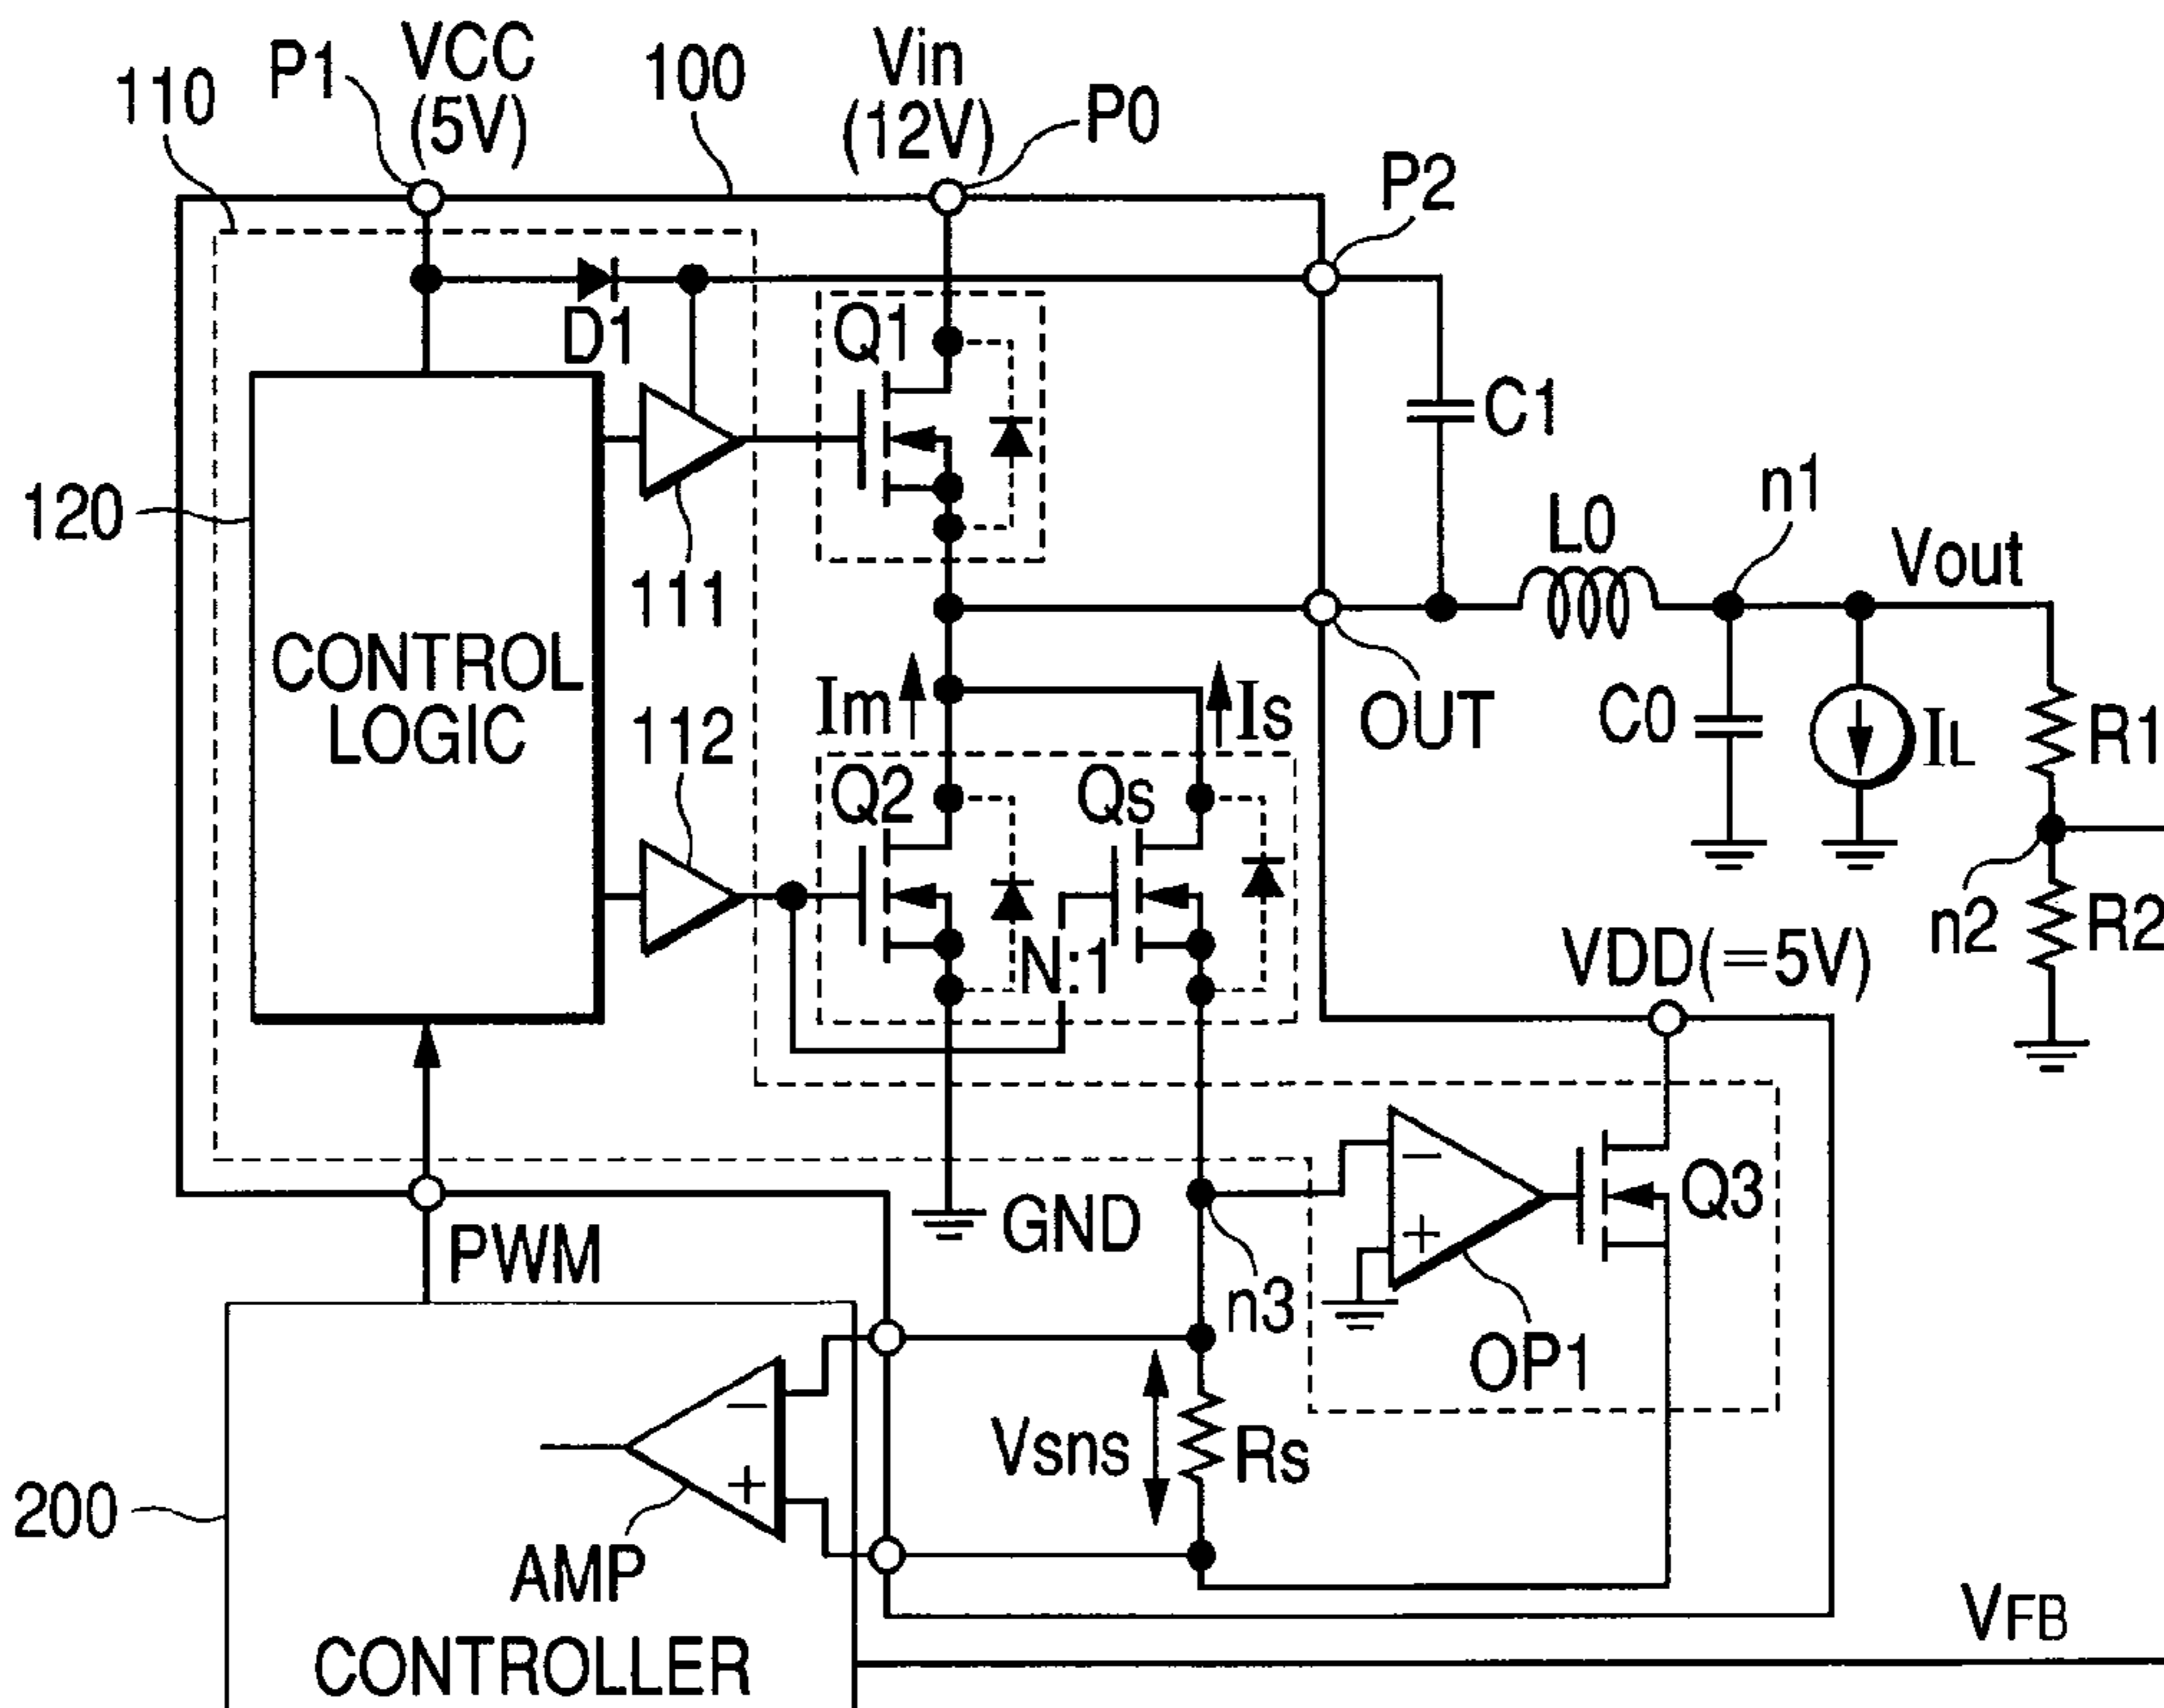 VCC
(5V)
P1
110
100
Vin
(12V)
P0
P2
D1
Q1
C1
120
111
n1
L0
Vout
CONTROL
LOGIC
112
Im
Is
OUT
C0
IL
R1
Q2
Qs
N:1
n2
R2
VDD(=5V)
PWM
GND
n3
−
+
Q3
OP1
−
+
Vsns
Rs
200
AMP
CONTROLLER
VFB